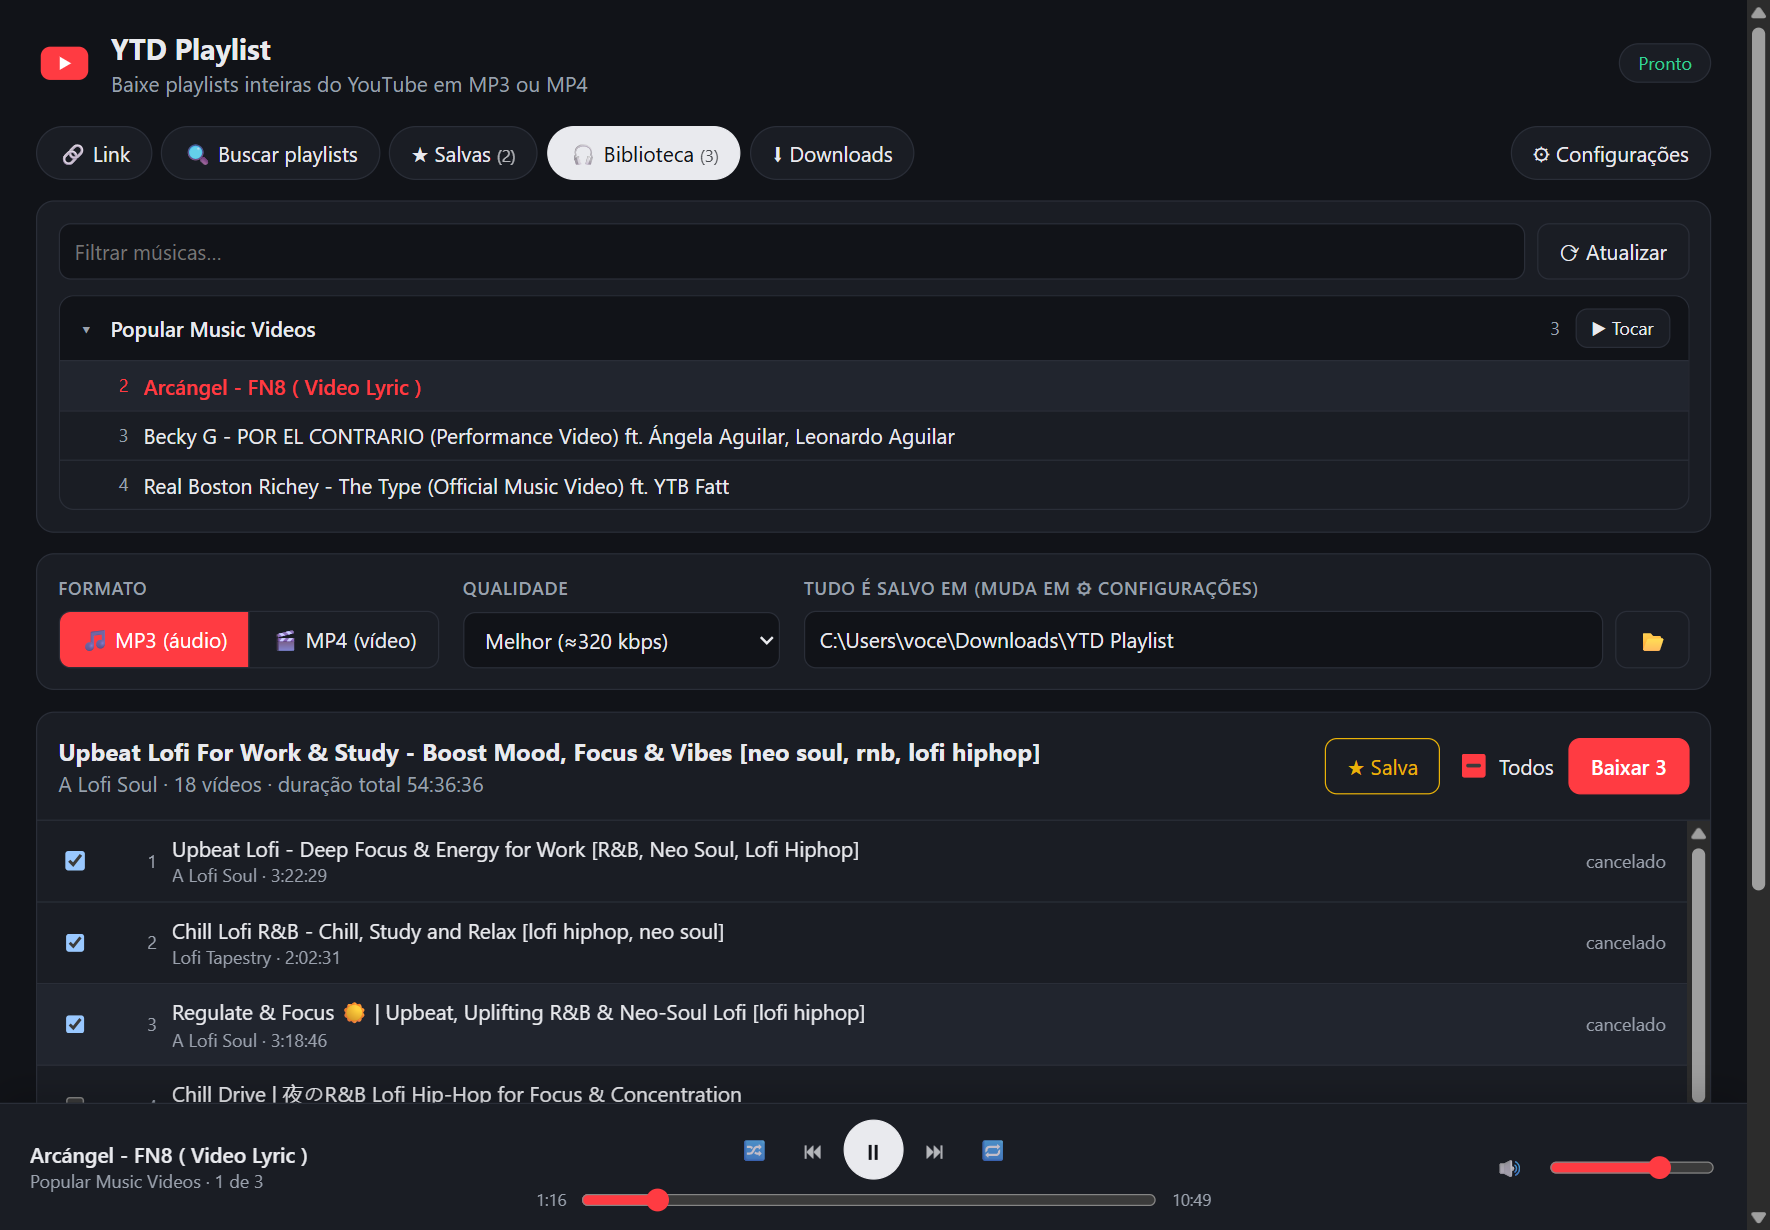 YTD Playlist
Baixe playlists inteiras do YouTube em MP3 ou MP4
Pronto
Link
Buscar playlists
★ Salvas (2)
Biblioteca (3)
⬇ Downloads
⚙ Configurações
Filtrar músicas...
⟳ Atualizar
▾ Popular Music Videos
3
▶ Tocar
2 Arcángel - FN8 ( Video Lyric )
3 Becky G - POR EL CONTRARIO (Performance Video) ft. Ángela Aguilar, Leonardo Aguilar
4 Real Boston Richey - The Type (Official Music Video) ft. YTB Fatt
FORMATO
QUALIDADE
TUDO É SALVO EM (MUDA EM ⚙ CONFIGURAÇÕES)
MP3 (áudio)
MP4 (vídeo)
Melhor (≈320 kbps)
C:\Users\voce\Downloads\YTD Playlist
Upbeat Lofi For Work & Study - Boost Mood, Focus & Vibes [neo soul, rnb, lofi hiphop]
A Lofi Soul · 18 vídeos · duração total 54:36:36
★ Salva
Todos
Baixar 3
1 Upbeat Lofi - Deep Focus & Energy for Work [R&B, Neo Soul, Lofi Hiphop]
A Lofi Soul · 3:22:29
cancelado
2 Chill Lofi R&B - Chill, Study and Relax [lofi hiphop, neo soul]
Lofi Tapestry · 2:02:31
cancelado
3 Regulate & Focus 🌞 | Upbeat, Uplifting R&B & Neo-Soul Lofi [lofi hiphop]
A Lofi Soul · 3:18:46
cancelado
Chill Drive | 夜のR&B Lofi Hip-Hop for Focus & Concentration
Arcángel - FN8 ( Video Lyric )
Popular Music Videos · 1 de 3
1:16
10:49